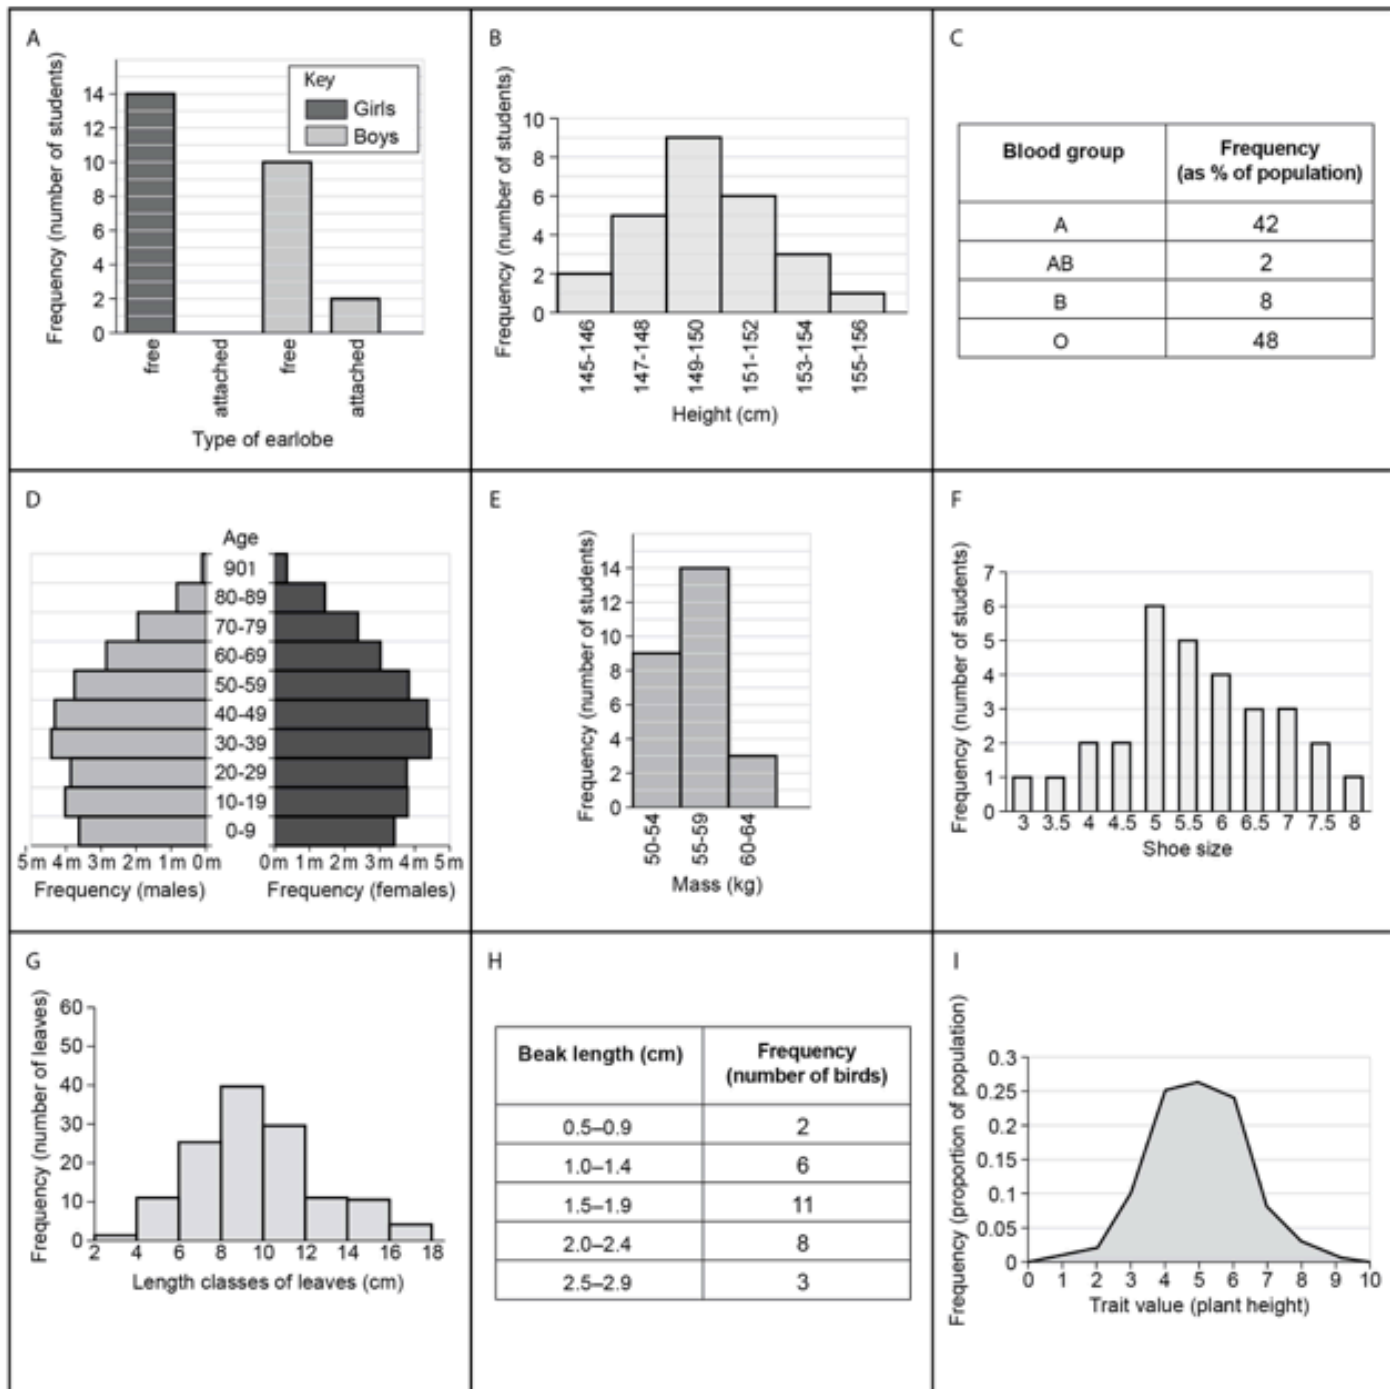 A
Frequency (number of students)
14
12
10
8
6
4
2
0
Key
Girls
Boys
free
attached
free
attached
Type of earlobe
B
Frequency (number of students)
10
8
6
4
2
0
145-146
147-148
149-150
151-152
153-154
155-156
Height (cm)
C
Blood group Frequency
(as % of population)
A 42
AB 2
B 8
O 48
D
Age
901
80-89
70-79
60-69
50-59
40-49
30-39
20-29
10-19
0-9
5m 4m 3m 2m 1m 0m 0m 1m 2m 3m 4m 5m
Frequency (males) Frequency (females)
E
Frequency (number of students)
14
12
10
8
6
4
2
0
50-54
55-59
60-64
Mass (kg)
F
Frequency (number of students)
7
6
5
4
3
2
1
0
3 3.5 4 4.5 5 5.5 6 6.5 7 7.5 8
Shoe size
G
Frequency (number of leaves)
60
50
40
30
20
10
0
2 4 6 8 10 12 14 16 18
Length classes of leaves (cm)
H
Beak length (cm) Frequency
(number of birds)
0.5–0.9 2
1.0–1.4 6
1.5–1.9 11
2.0–2.4 8
2.5–2.9 3
I
Frequency (proportion of population)
0.3
0.25
0.2
0.15
0.1
0.05
0
0 1 2 3 4 5 6 7 8 9 10
Trait value (plant height)